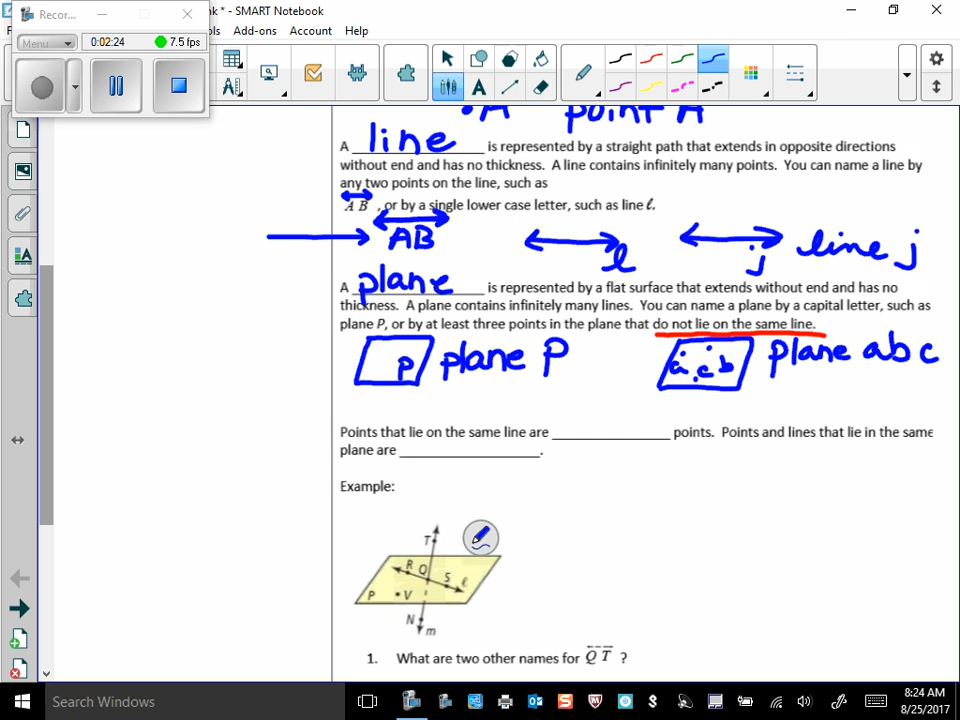 Recor...
nk * - SMART Notebook
Menu
0:02:24
7.5 fps
ols Add-ons Account Help
• A point A
A line is represented by a straight path that extends in opposite directions
without end and has no thickness. A line contains infinitely many points. You can name a line by
any two points on the line, such as
A B , or by a single lower case letter, such as line ℓ.
AB l j line j
A plane is represented by a flat surface that extends without end and has no
thickness. A plane contains infinitely many lines. You can name a plane by a capital letter, such as
plane P, or by at least three points in the plane that do not lie on the same line.
P plane P a c b plane abc
Points that lie on the same line are ____________ points. Points and lines that lie in the same
plane are ______________.
Example:
T
R Q S ℓ
P V
N m
1. What are two other names for Q T ?
Search Windows
8:24 AM
8/25/2017